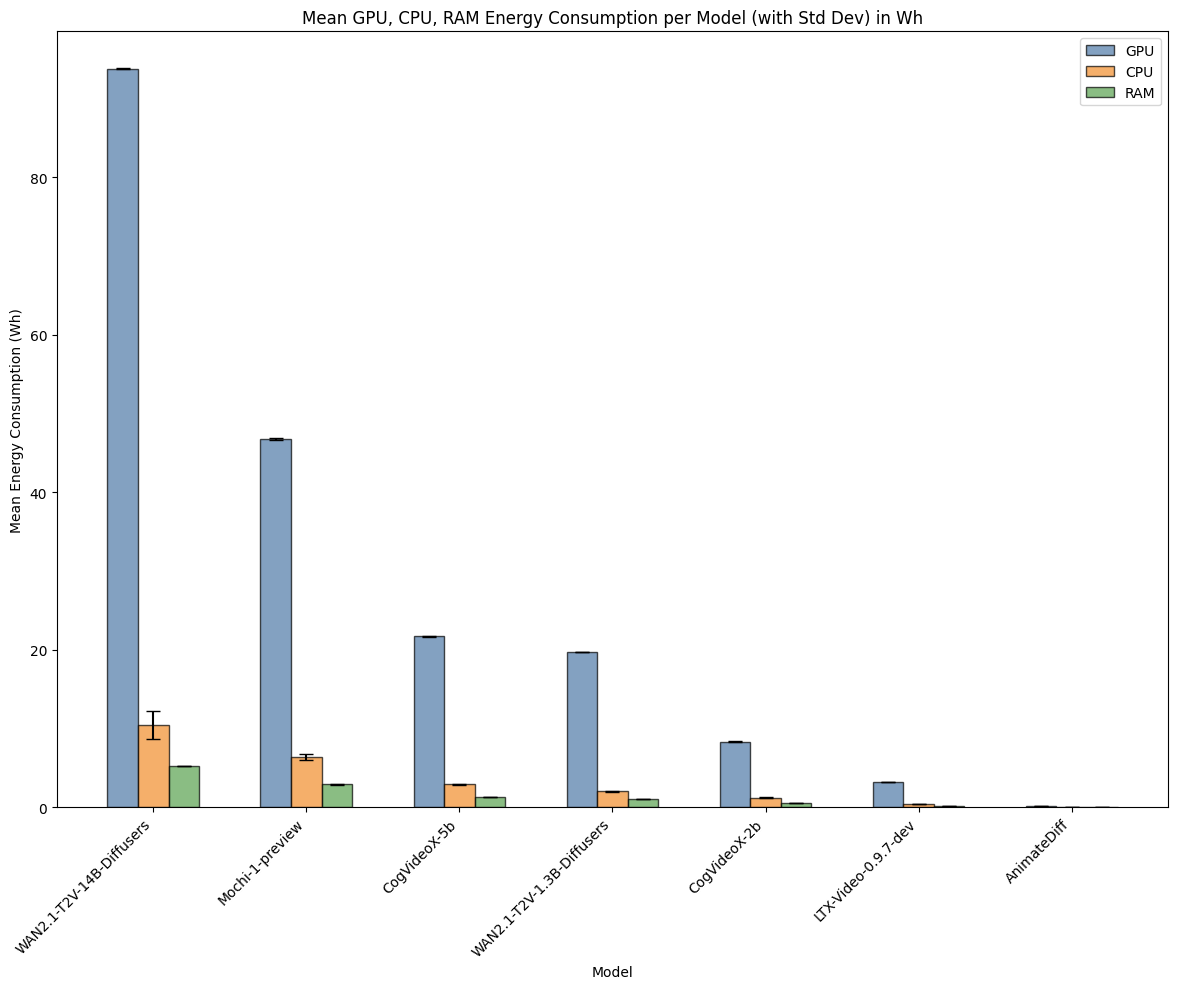 Mean GPU, CPU, RAM Energy Consumption per Model (with Std Dev) in Wh
GPU
CPU
RAM
Mean Energy Consumption (Wh)
80
60
40
20
0
WAN2.1-T2V-14B-Diffusers
Mochi-1-preview
CogVideoX-5b
WAN2.1-T2V-1.3B-Diffusers
CogVideoX-2b
LTX-Video-0.9.7-dev
AnimateDiff
Model